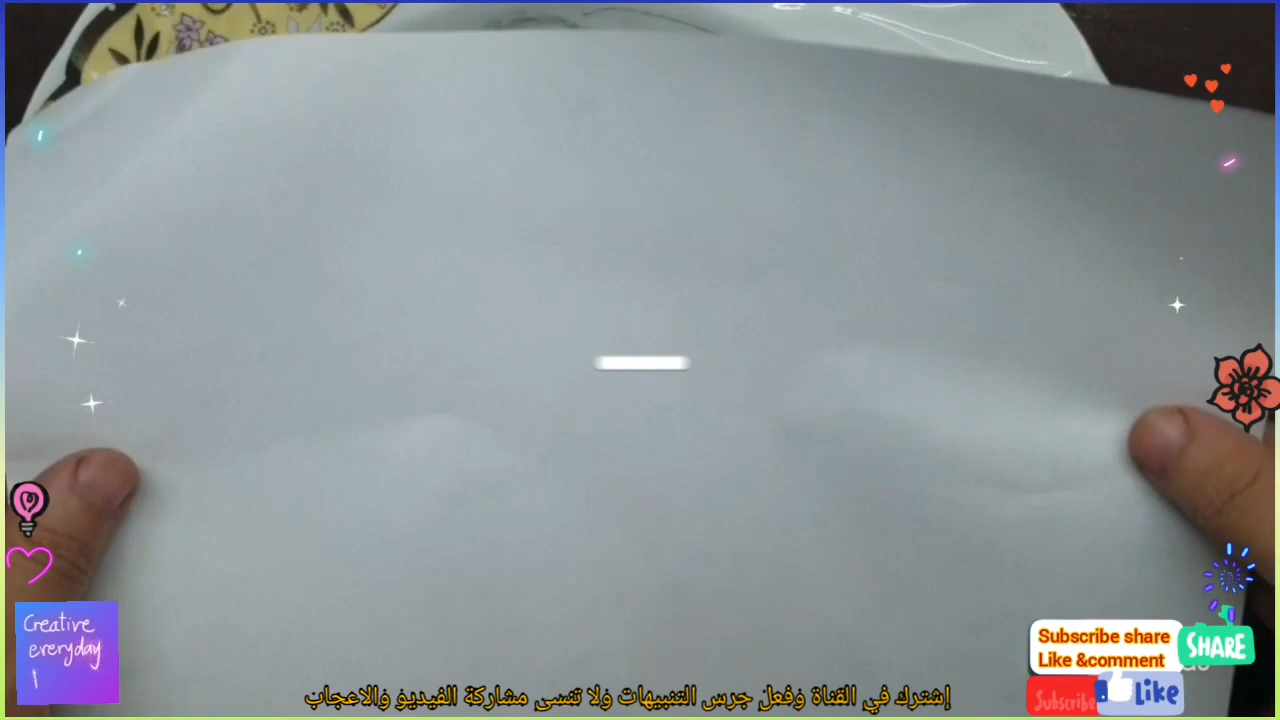 Creative
everyday
Subscribe share
Like &comment
SHARE
Subscribe
Like
إشترك في القناة وفعل جرس التنبيهات ولا تنسى مشاركة الفيديو والاعجاب